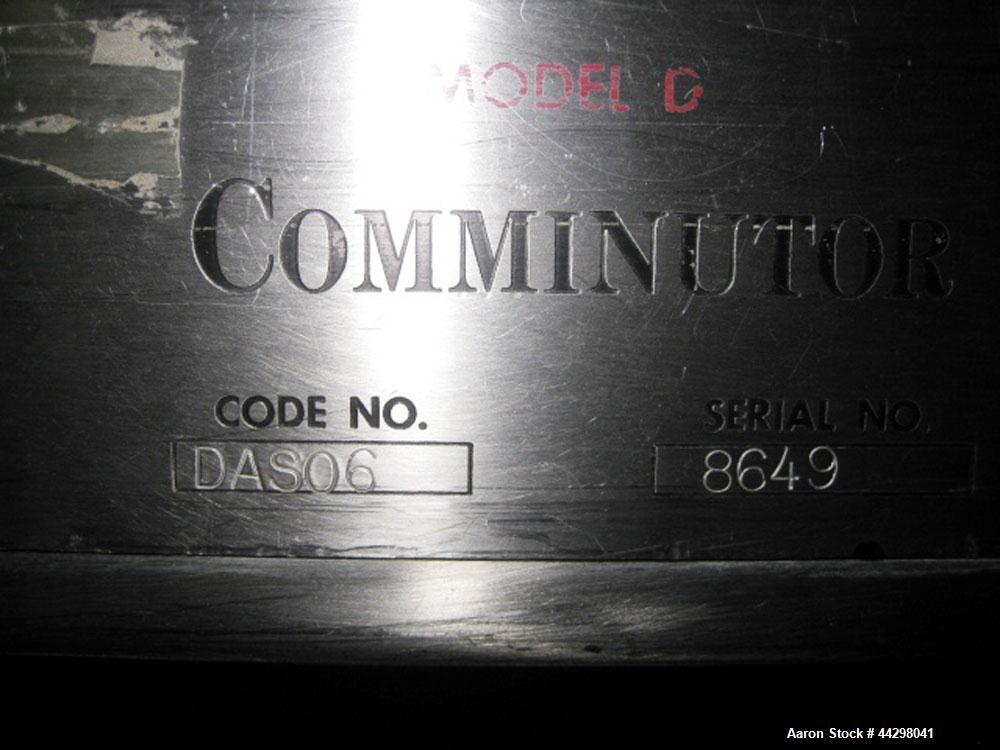 MODEL D
COMMINUTOR
CODE NO.
SERIAL NO.
DAS06
8649
Aaron Stock # 44298041